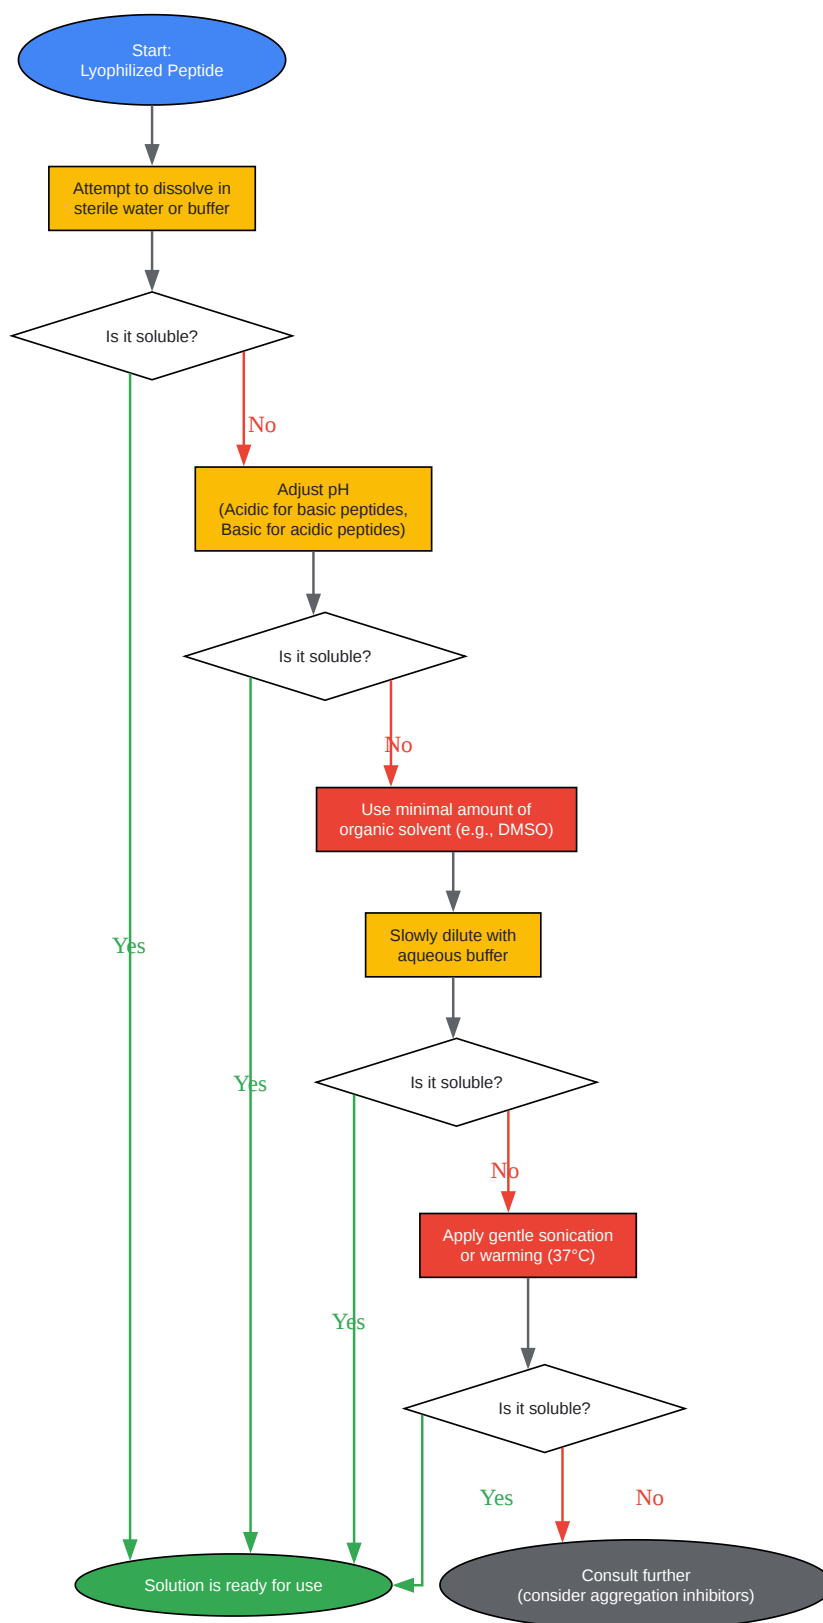 Start:
Lyophilized Peptide
Attempt to dissolve in
sterile water or buffer
Is it soluble?
No
Adjust pH
(Acidic for basic peptides,
Basic for acidic peptides)
Is it soluble?
No
Use minimal amount of
organic solvent (e.g., DMSO)
Slowly dilute with
aqueous buffer
Yes
Is it soluble?
Yes
No
Apply gentle sonication
or warming (37°C)
Yes
Is it soluble?
Yes
No
Solution is ready for use
Consult further
(consider aggregation inhibitors)